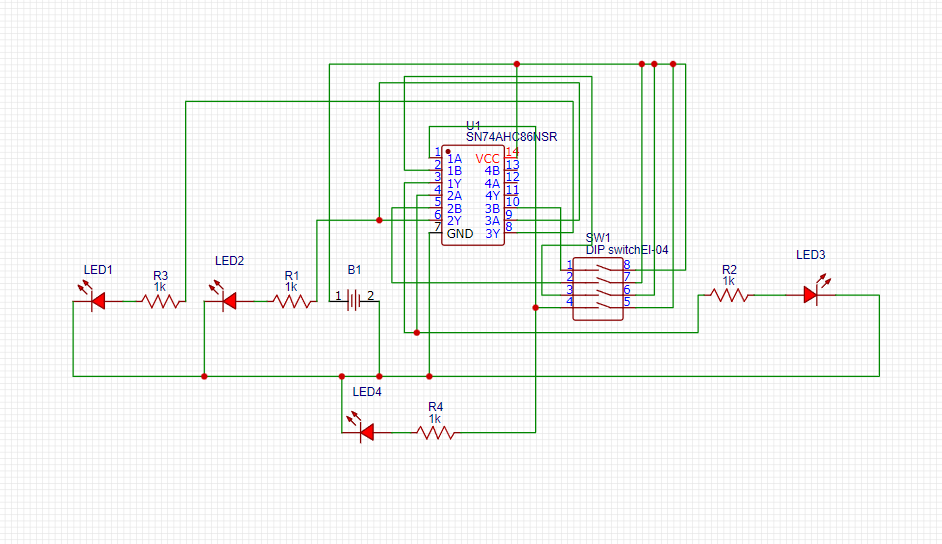 U1
SN74AHC86NSR
1 1A VCC 14
2 1B 4B 13
3 1Y 4A 12
4 2A 4Y 11
5 2B 3B 10
6 2Y 3A 9
7 GND 3Y 8
SW1
DIP switchEI-04
1 8
2 7
3 6
4 5
LED1
R3
1k
LED2
R1
1k
B1
1 2
R2
1k
LED3
LED4
R4
1k